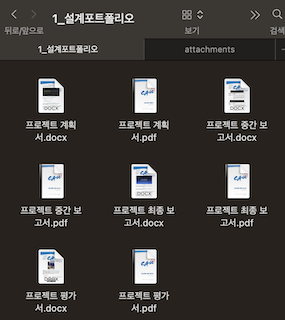 1_설계포트폴리오
뒤로/앞으로 보기 검색
1_설계포트폴리오 attachments
프로젝트 계획 프로젝트 계획 프로젝트 중간 보
서.docx 서.pdf 고서.docx
프로젝트 중간 보 프로젝트 최종 보 프로젝트 최종 보
고서.pdf 고서.docx 고서.pdf
프로젝트 평가 프로젝트 평가
서.docx 서.pdf
DOCX
DOCX
DOCX
DOCX